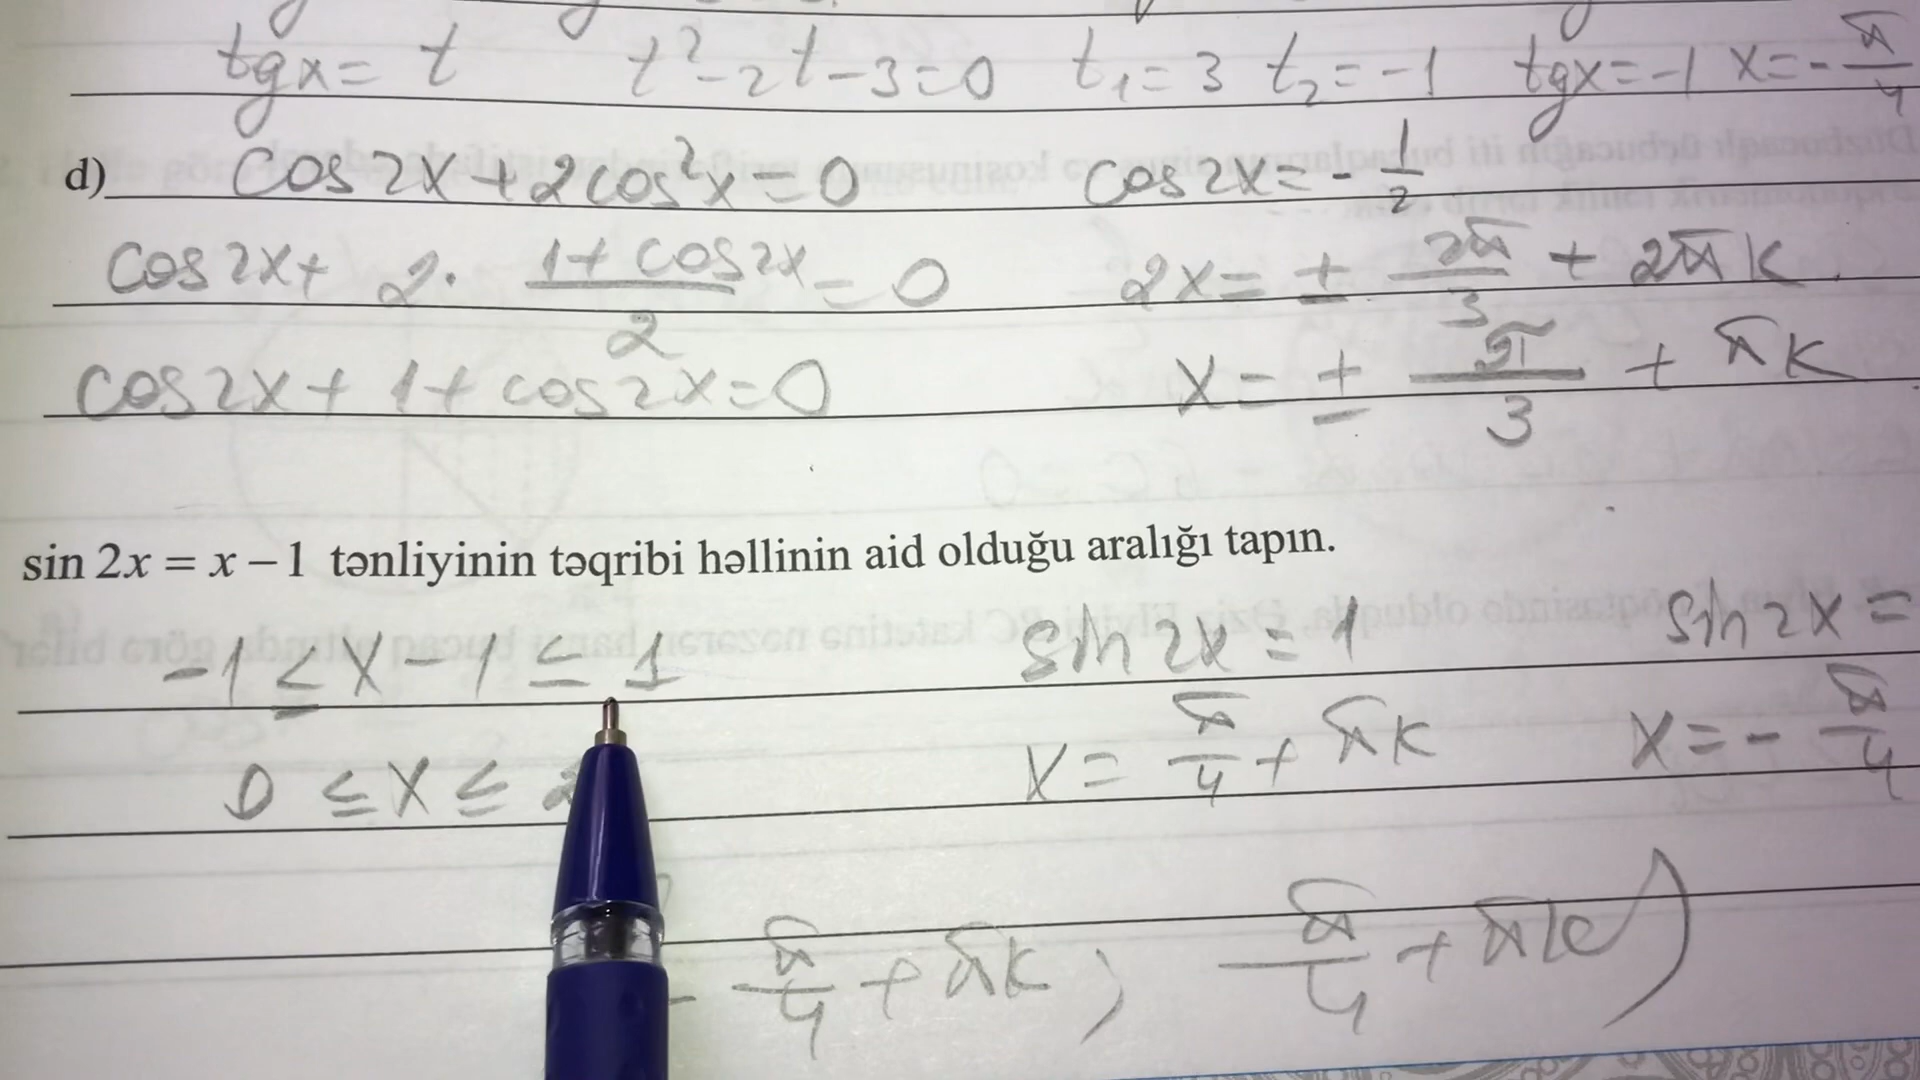 tgx = t t² - 2t - 3 = 0 t₁ = 3 t₂ = -1 tgx = -1 x = - π/4
d) cos2x + 2cos²x = 0 cos2x = - 1/2
cos2x + 2 · (1 + cos2x)/2 = 0 2x = ± 2π/3 + 2πk
cos2x + 1 + cos2x = 0 x = ± π/3 + πk
sin 2x = x – 1 tənliyinin təqribi həllinin aid olduğu aralığı tapın.
-1 ≤ x - 1 ≤ 1 sin2x = 1 sin2x =
0 ≤ x ≤ 2 x = π/4 + πk x = - π/4
- π/4 + πk ; π/4 + πk)